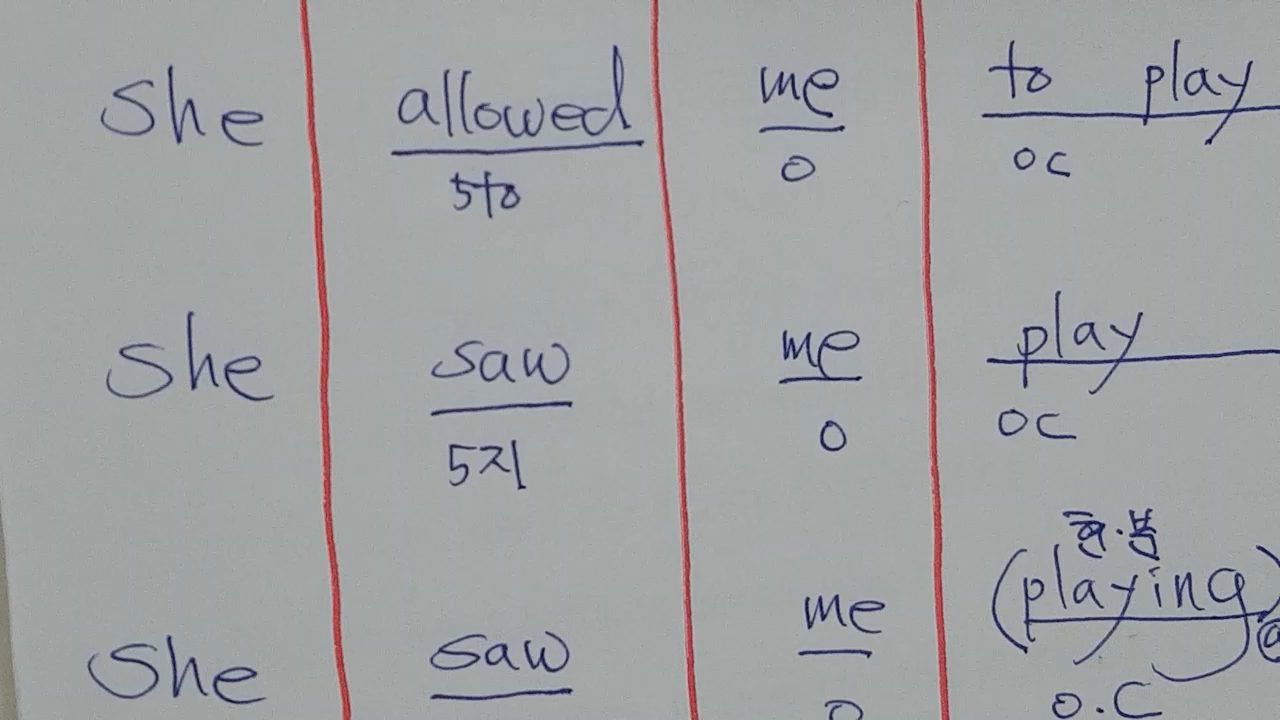 She allowed me to play
5to O OC
She saw me play
5지 O OC
현·분
She saw me (playing)
O O.C